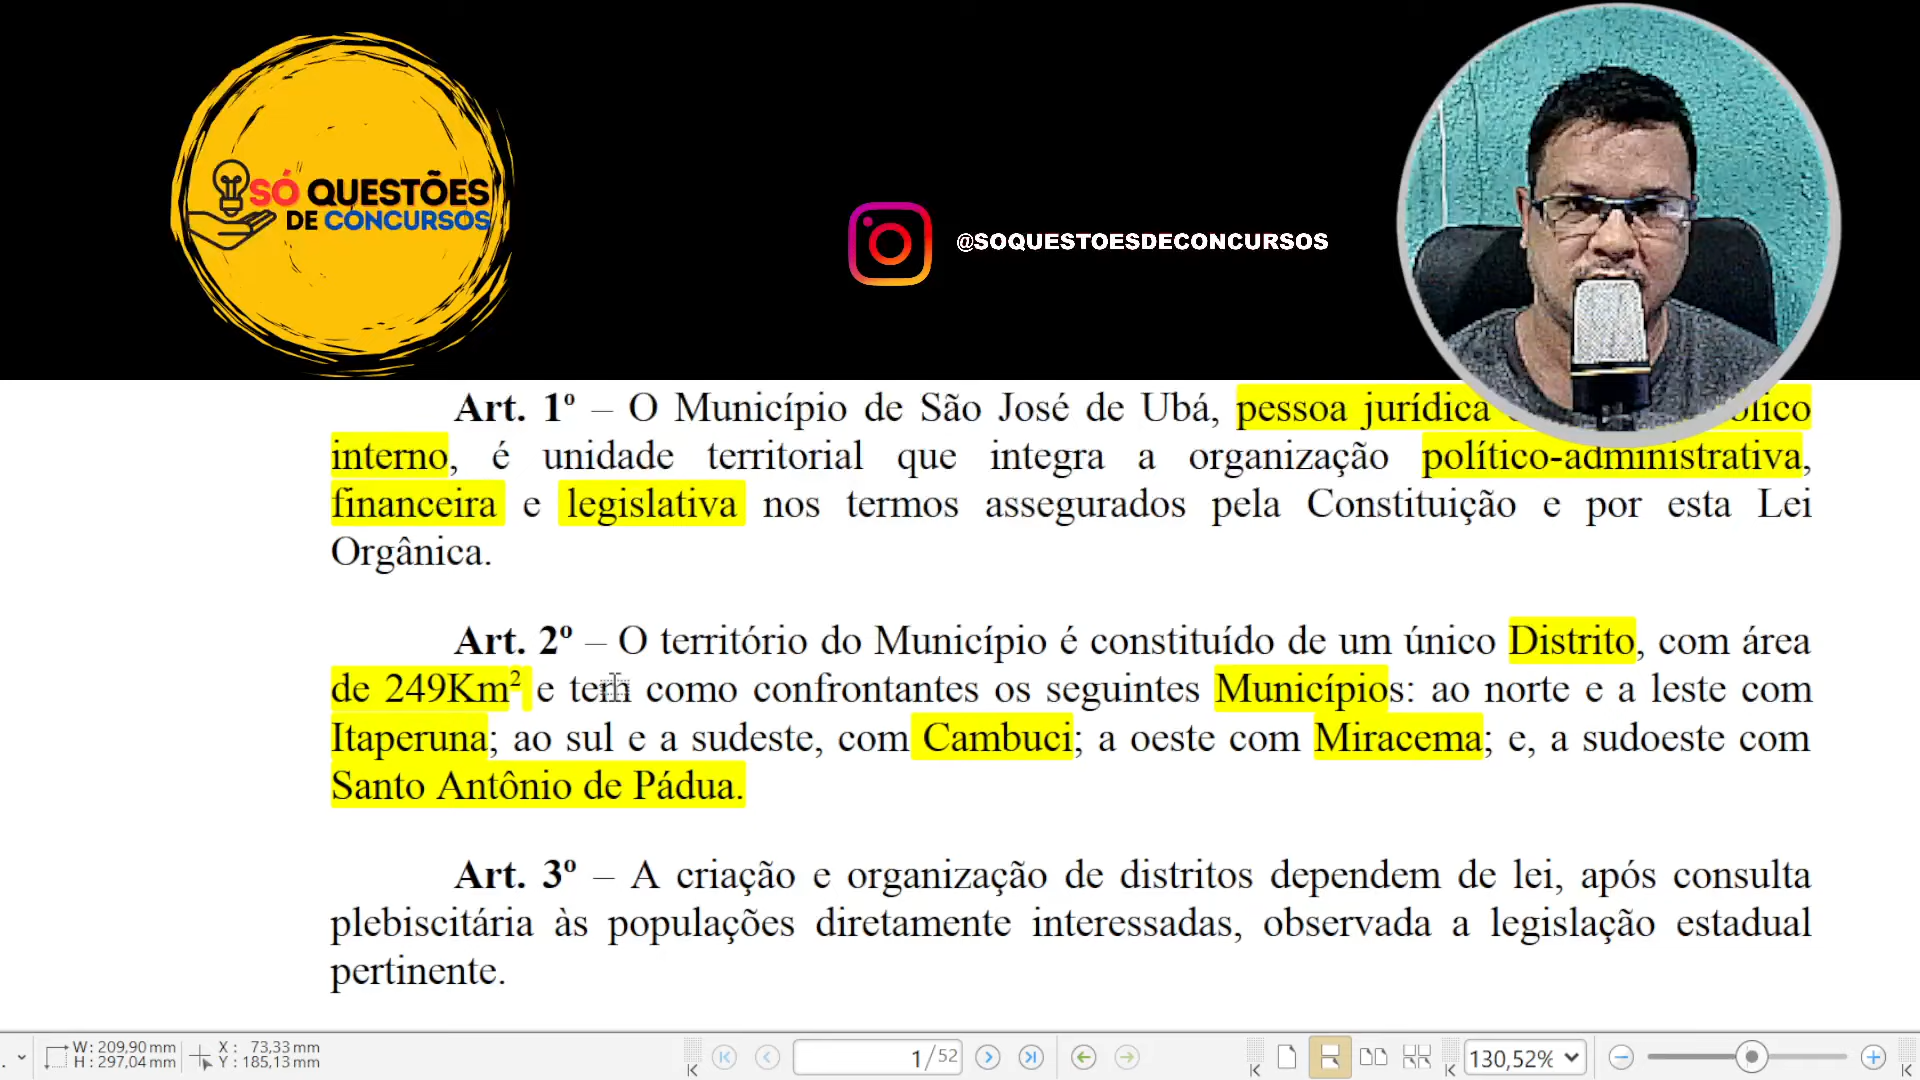 SÓ QUESTÕES
DE CONCURSOS
@SOQUESTOESDECONCURSOS
Art. 1º – O Município de São José de Ubá, pessoa jurídica
interno, é unidade territorial que integra a organização político-administrativa,
financeira e legislativa nos termos assegurados pela Constituição e por esta Lei
Orgânica.
Art. 2º – O território do Município é constituído de um único Distrito, com área
de 249Km² e tem como confrontantes os seguintes Municípios: ao norte e a leste com
Itaperuna; ao sul e a sudeste, com Cambuci; a oeste com Miracema; e, a sudoeste com
Santo Antônio de Pádua.
Art. 3º – A criação e organização de distritos dependem de lei, após consulta
plebiscitária às populações diretamente interessadas, observada a legislação estadual
pertinente.
W: 209,90 mm X : 73,33 mm
H : 297,04 mm Y : 185,13 mm
1 / 52
130,52%